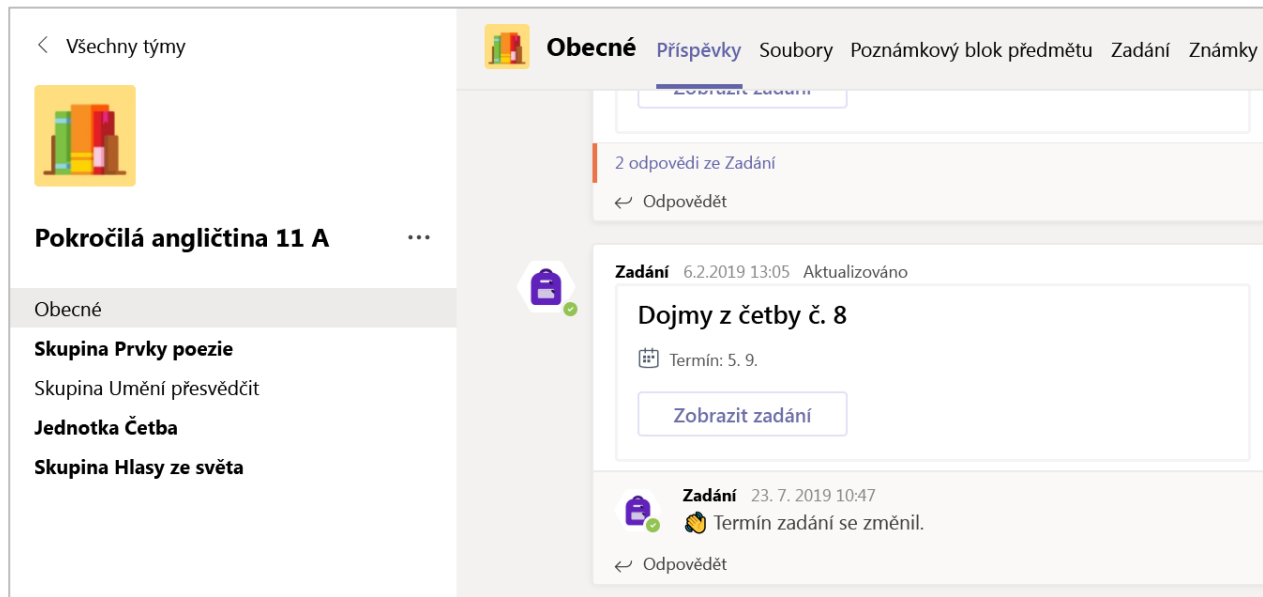 Všechny týmy
Pokročilá angličtina 11 A
Obecné
Skupina Prvky poezie
Skupina Umění přesvědčit
Jednotka Četba
Skupina Hlasy ze světa
Obecné Příspěvky Soubory Poznámkový blok předmětu Zadání Známky
Zobrazit zadání
2 odpovědi ze Zadání
Odpovědět
Zadání 6.2.2019 13:05 Aktualizováno
Dojmy z četby č. 8
Termín: 5. 9.
Zobrazit zadání
Zadání 23. 7. 2019 10:47
👏 Termín zadání se změnil.
Odpovědět